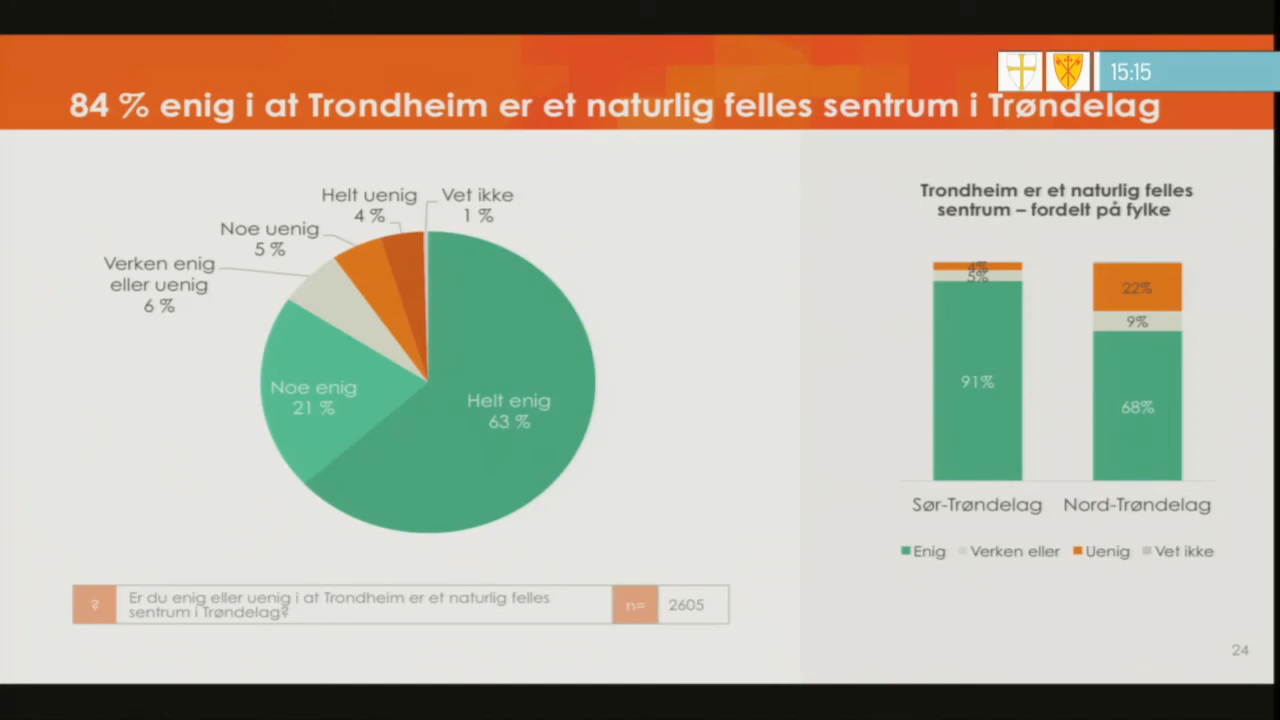 15:15
84 % enig i at Trondheim er et naturlig felles sentrum i Trøndelag
Helt uenig
4 %
Vet ikke
1 %
Noe uenig
5 %
Verken enig
eller uenig
6 %
Noe enig
21 %
Helt enig
63 %
Trondheim er et naturlig felles
sentrum – fordelt på fylke
4%
5%
91%
22%
9%
68%
Sør-Trøndelag
Nord-Trøndelag
Enig
Verken eller
Uenig
Vet ikke
?
Er du enig eller uenig i at Trondheim er et naturlig felles
sentrum i Trøndelag?
n=
2605
24